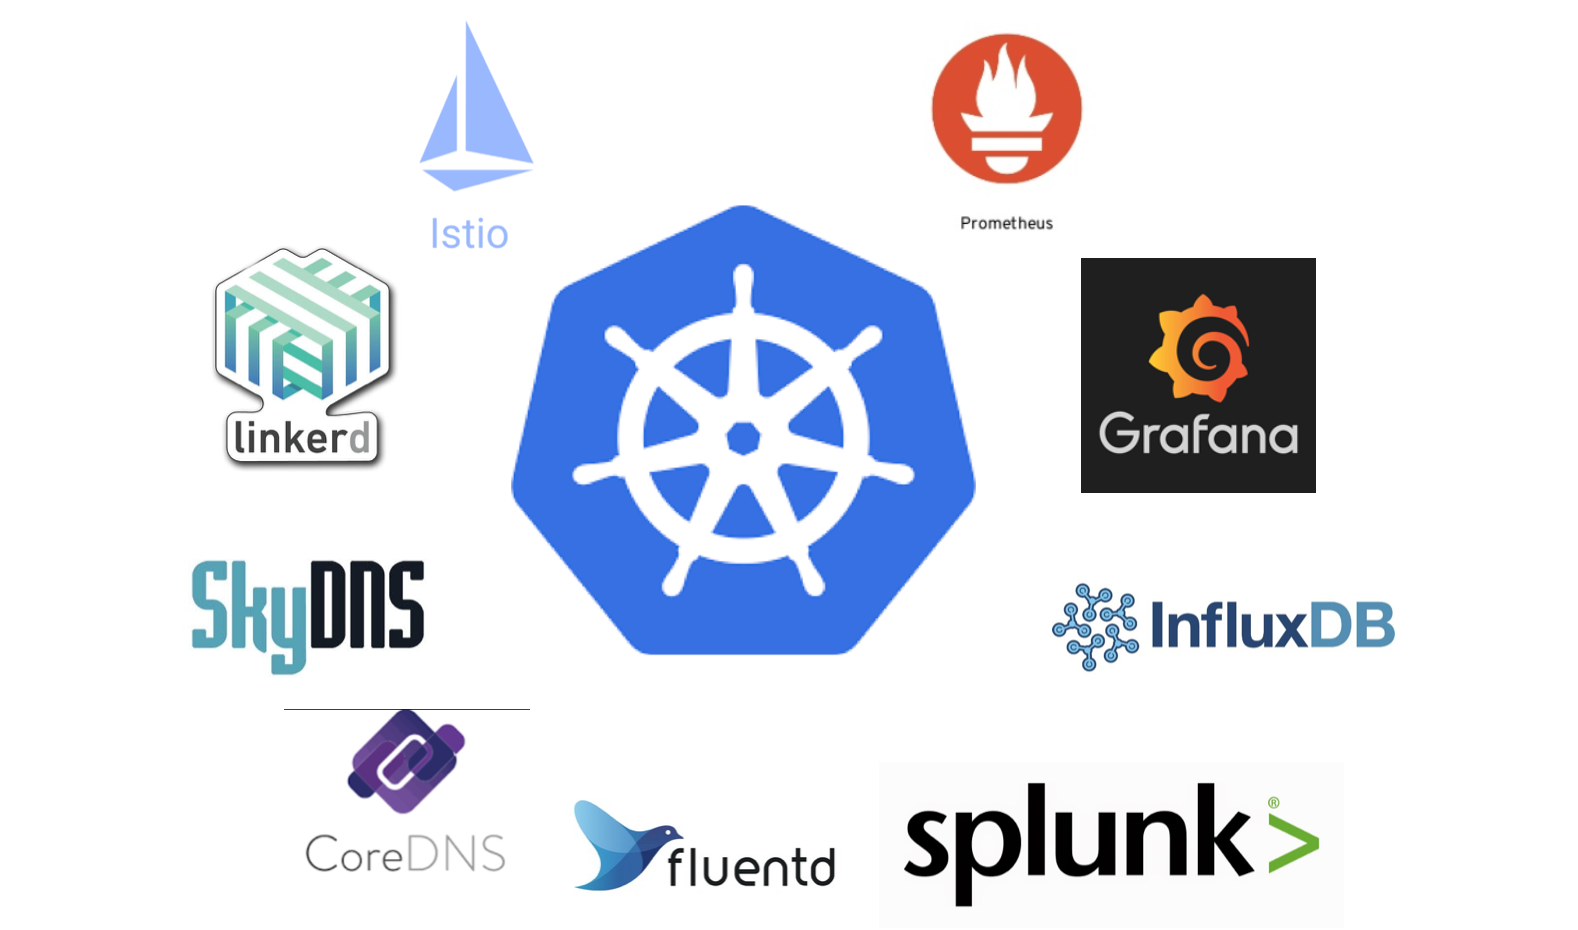 Istio
Prometheus
linkerd
Grafana
SkyDNS
InfluxDB
CoreDNS
fluentd
splunk>®